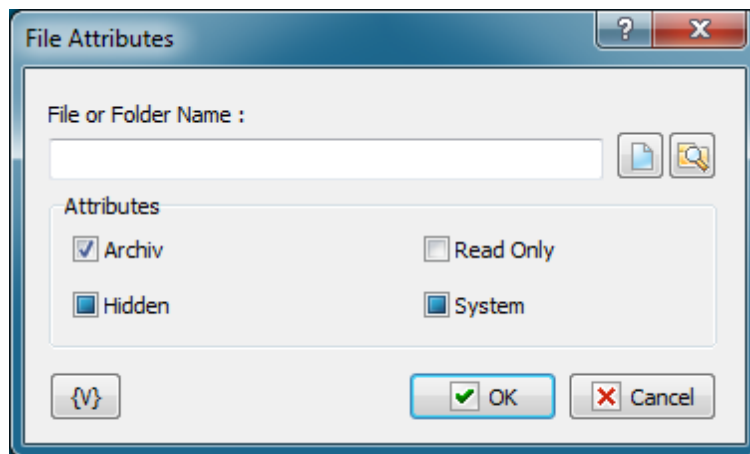 File Attributes
?
File or Folder Name :
Attributes
Archiv Read Only
Hidden System
{V} OK Cancel